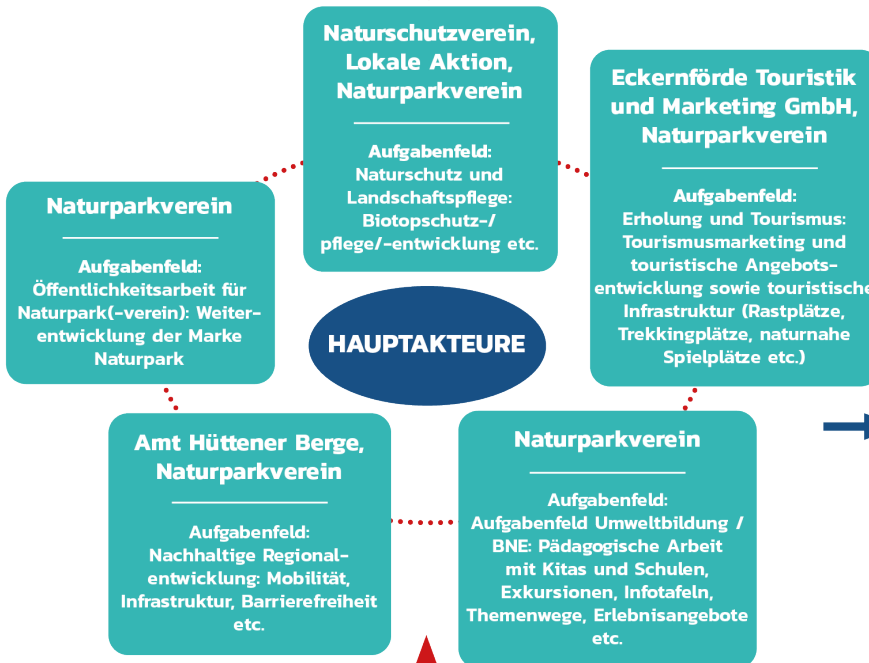 Naturschutzverein,
Lokale Aktion,
Naturparkverein
Aufgabenfeld:
Naturschutz und
Landschaftspflege:
Biotopschutz-/
pflege/-entwicklung etc.
Eckernförde Touristik
und Marketing GmbH,
Naturparkverein
Aufgabenfeld:
Erholung und Tourismus:
Tourismusmarketing und
touristische Angebots-
entwicklung sowie touristische
Infrastruktur (Rastplätze,
Trekkingplätze, naturnahe
Spielplätze etc.)
Naturparkverein
Aufgabenfeld:
Öffentlichkeitsarbeit für
Naturpark(-verein): Weiter-
entwicklung der Marke
Naturpark
HAUPTAKTEURE
Amt Hüttener Berge,
Naturparkverein
Aufgabenfeld:
Nachhaltige Regional-
entwicklung: Mobilität,
Infrastruktur, Barrierefreiheit
etc.
Naturparkverein
Aufgabenfeld:
Aufgabenfeld Umweltbildung /
BNE: Pädagogische Arbeit
mit Kitas und Schulen,
Exkursionen, Infotafeln,
Themenwege, Erlebnisangebote
etc.